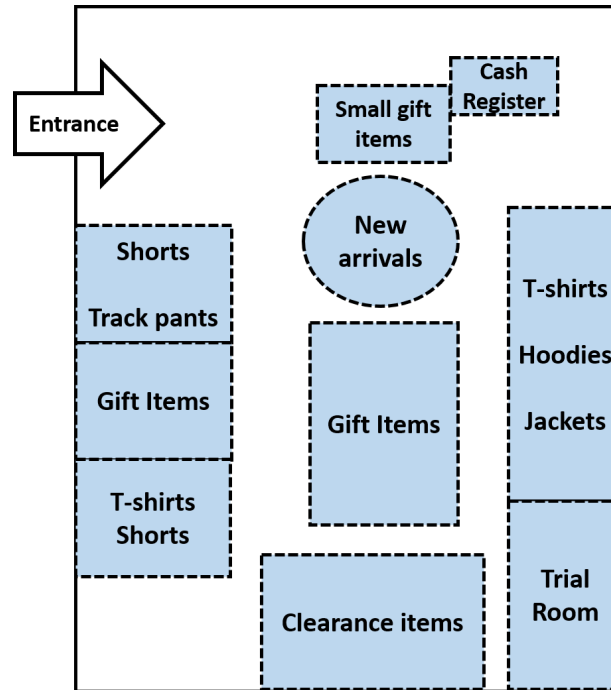 Entrance
Cash
Register
Small gift
items
New
arrivals
Shorts
Track pants
Gift Items
T-shirts
Shorts
Gift Items
T-shirts
Hoodies
Jackets
Clearance items
Trial
Room